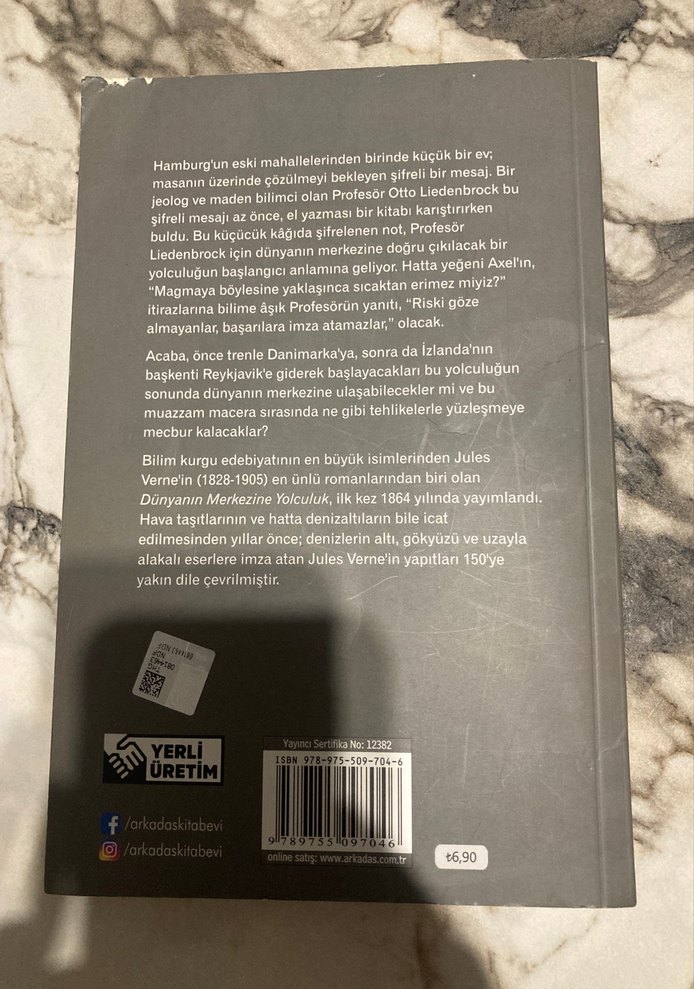 Hamburg'un eski mahallelerinden birinde küçük bir ev;
masanın üzerinde çözülmeyi bekleyen şifreli bir mesaj. Bir
jeolog ve maden bilimci olan Profesör Otto Liedenbrock bu
şifreli mesajı az önce, el yazması bir kitabı karıştırırken
buldu. Bu küçücük kâğıda şifrelenen not, Profesör
Liedenbrock için dünyanın merkezine doğru çıkılacak bir
yolculuğun başlangıcı anlamına geliyor. Hatta yeğeni Axel'ın,
“Magmaya böylesine yaklaşınca sıcaktan erimez miyiz?”
itirazlarına bilime âşık Profesörün yanıtı, “Riski göze
almayanlar, başarılara imza atamazlar,” olacak.
Acaba, önce trenle Danimarka'ya, sonra da İzlanda'nın
başkenti Reykjavik'e giderek başlayacakları bu yolculuğun
sonunda dünyanın merkezine ulaşabilecekler mi ve bu
muazzam macera sırasında ne gibi tehlikelerle yüzleşmeye
mecbur kalacaklar?
Bilim kurgu edebiyatının en büyük isimlerinden Jules
Verne'in (1828-1905) en ünlü romanlarından biri olan
Dünyanın Merkezine Yolculuk, ilk kez 1864 yılında yayımlandı.
Hava taşıtlarının ve hatta denizaltıların bile icat
edilmesinden yıllar önce; denizlerin altı, gökyüzü ve uzayla
alakalı eserlere imza atan Jules Verne'in yapıtları 150'ye
yakın dile çevrilmiştir.
0814463 NDF
YERLİ
ÜRETİM
/arkadaskitabevi
/arkadaskitabevi
Yayıncı Sertifika No: 12382
ISBN 978-975-509-704-6
9 789755 097046
online satış: www.arkadas.com.tr
₺6,90